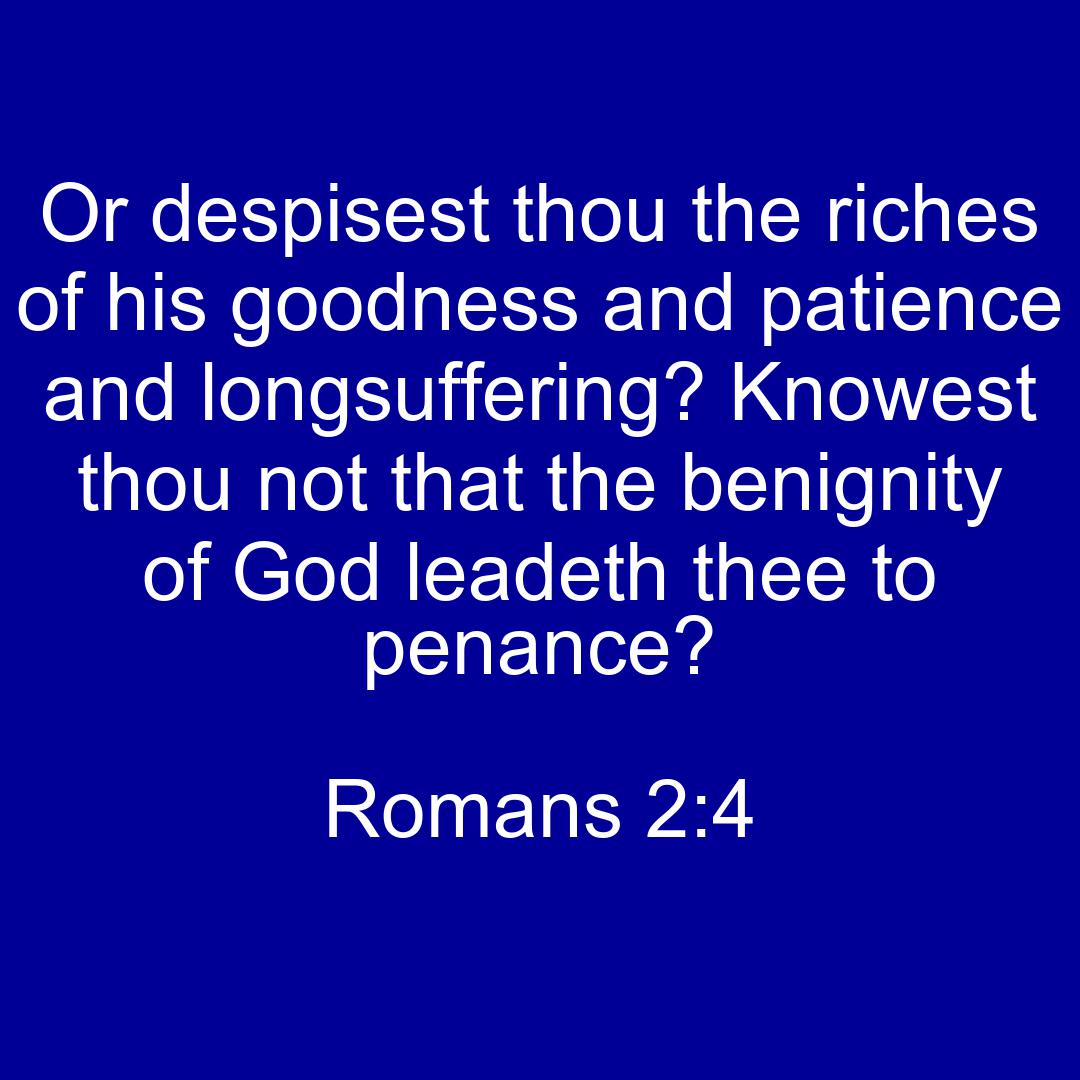 Or despisest thou the riches
of his goodness and patience
and longsuffering? Knowest
thou not that the benignity
of God leadeth thee to
penance?
Romans 2:4